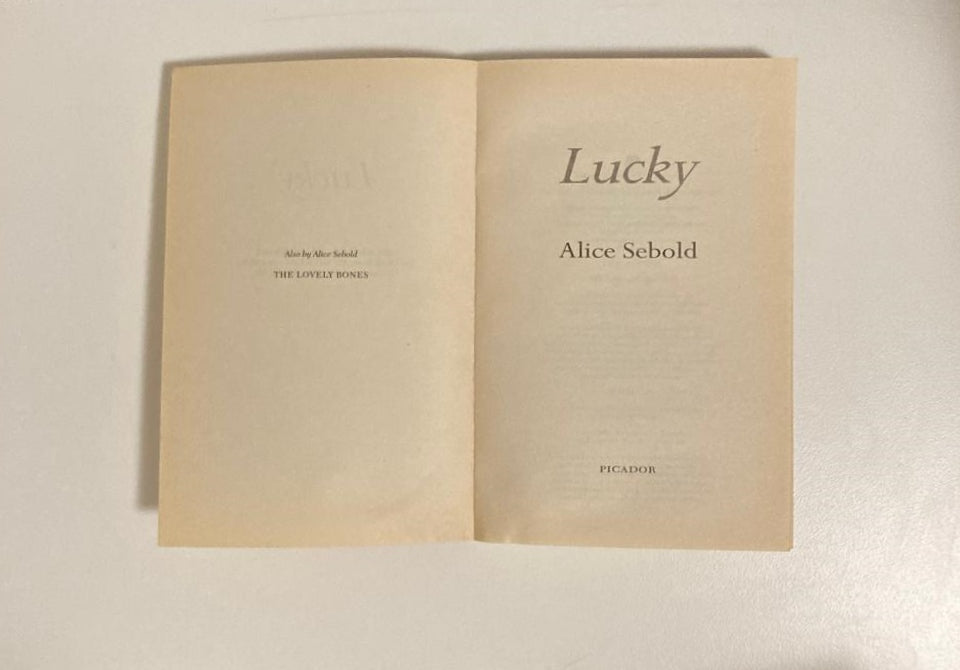 Also by Alice Sebold
THE LOVELY BONES
Lucky
Alice Sebold
PICADOR